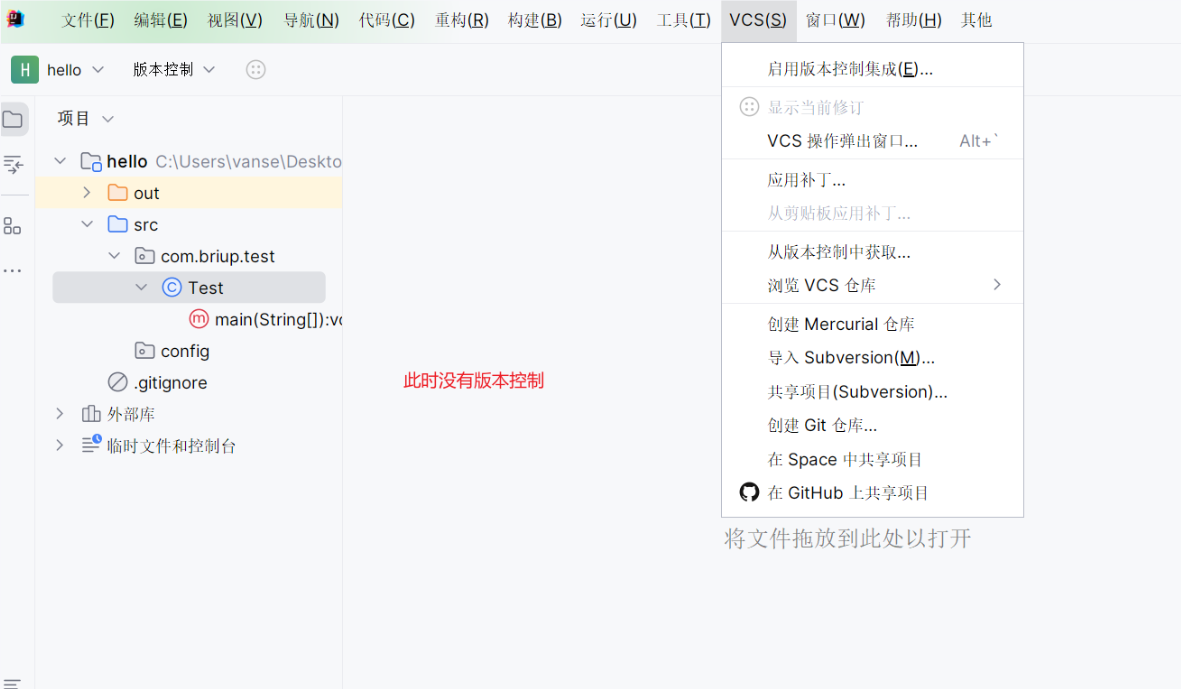 文件(F) 编辑(E) 视图(V) 导航(N) 代码(C) 重构(R) 构建(B) 运行(U) 工具(T) VCS(S) 窗口(W) 帮助(H) 其他
H hello 版本控制
项目
hello C:\Users\vanse\Deskto
out
src
com.briup.test
C Test
m main(String[]):vo
config
.gitignore
外部库
临时文件和控制台
此时没有版本控制
启用版本控制集成(E)...
显示当前修订
VCS 操作弹出窗口... Alt+`
应用补丁...
从剪贴板应用补丁...
从版本控制中获取...
浏览 VCS 仓库
创建 Mercurial 仓库
导入 Subversion(M)...
共享项目(Subversion)...
创建 Git 仓库...
在 Space 中共享项目
在 GitHub 上共享项目
将文件拖放到此处以打开